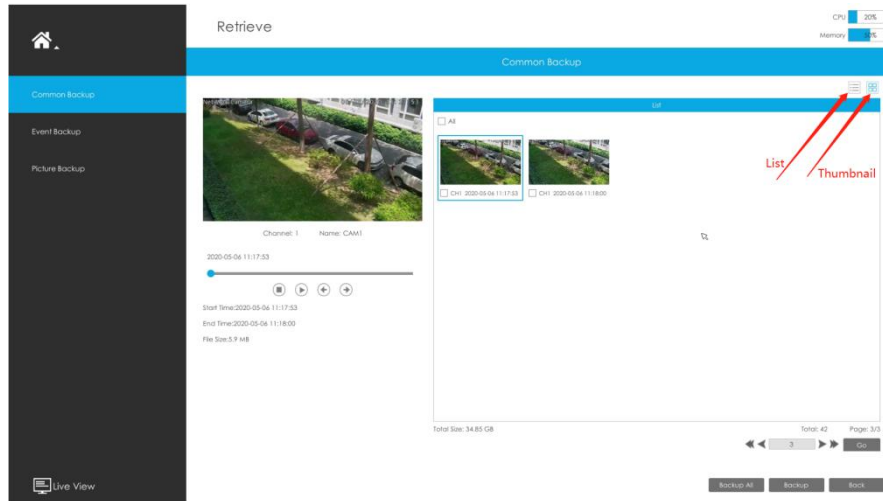 Retrieve
CPU 20%
Memory 50%
Common Backup
Common Backup
Event Backup
Picture Backup
Live View
Network Camera
Channel: 1 Name: CAM1
2020-05-06 11:17:53
Start Time:2020-05-06 11:17:53
End Time:2020-05-06 11:18:00
File Size:5.9 MB
List
All
CH1 2020-05-06 11:17:53
CH1 2020-05-06 11:18:00
List
Thumbnail
Total Size: 34.85 GB
Total: 42 Page: 3/3
3
Go
Backup All Backup Back